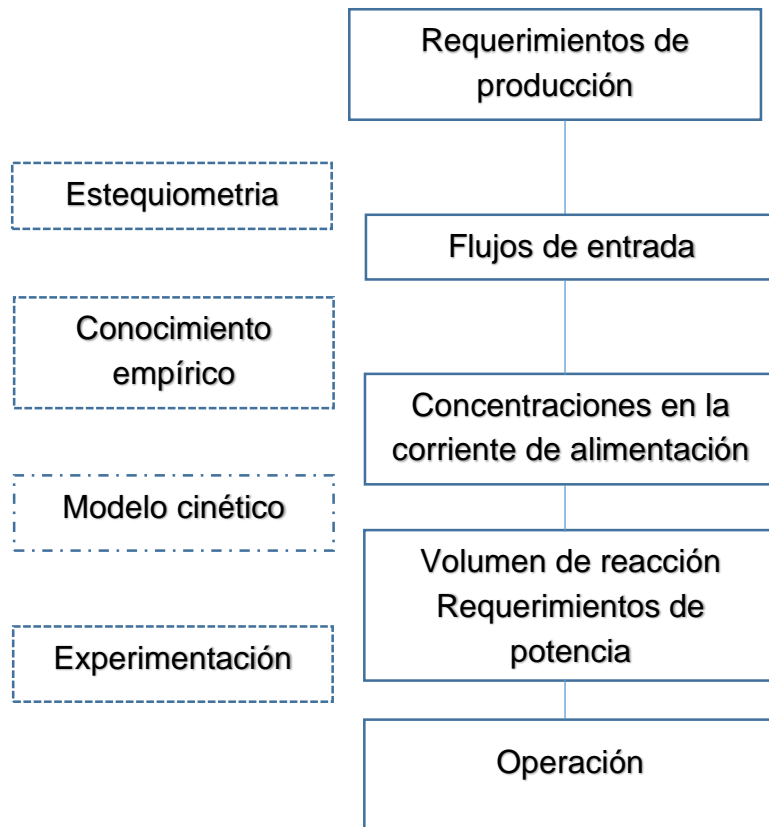 Requerimientos de
producción
Estequiometria
Flujos de entrada
Conocimiento
empírico
Concentraciones en la
corriente de alimentación
Modelo cinético
Volumen de reacción
Requerimientos de
potencia
Experimentación
Operación